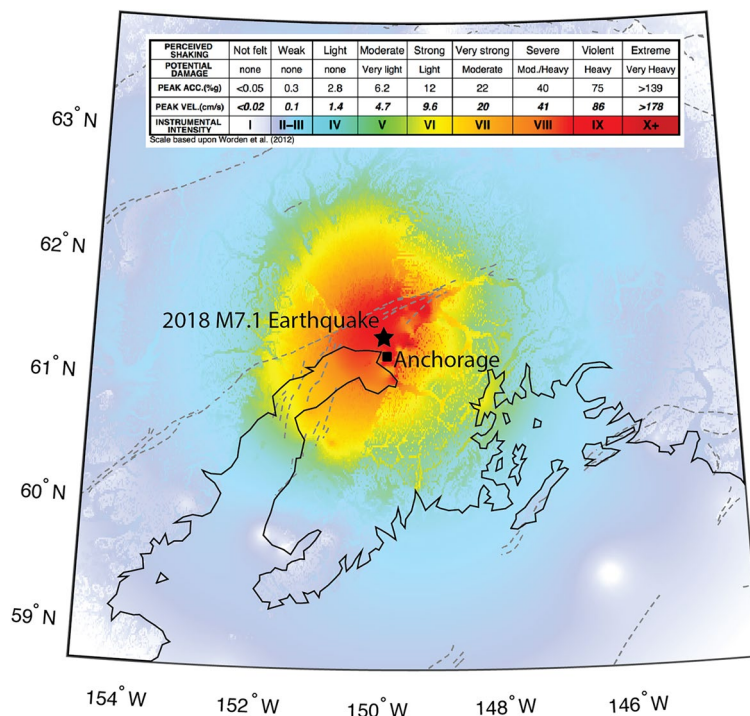 PERCEIVED SHAKING Not felt Weak Light Moderate Strong Very strong Severe Violent Extreme
POTENTIAL DAMAGE none none none Very light Light Moderate Mod./Heavy Heavy Very Heavy
PEAK ACC.(%g) <0.05 0.3 2.8 6.2 12 22 40 75 >139
PEAK VEL.(cm/s) <0.02 0.1 1.4 4.7 9.6 20 41 86 >178
INSTRUMENTAL INTENSITY I II–III IV V VI VII VIII IX X+
Scale based upon Worden et al. (2012)
63° N
62° N
2018 M7.1 Earthquake
Anchorage
61° N
60° N
59° N
154° W 152° W 150° W 148° W 146° W